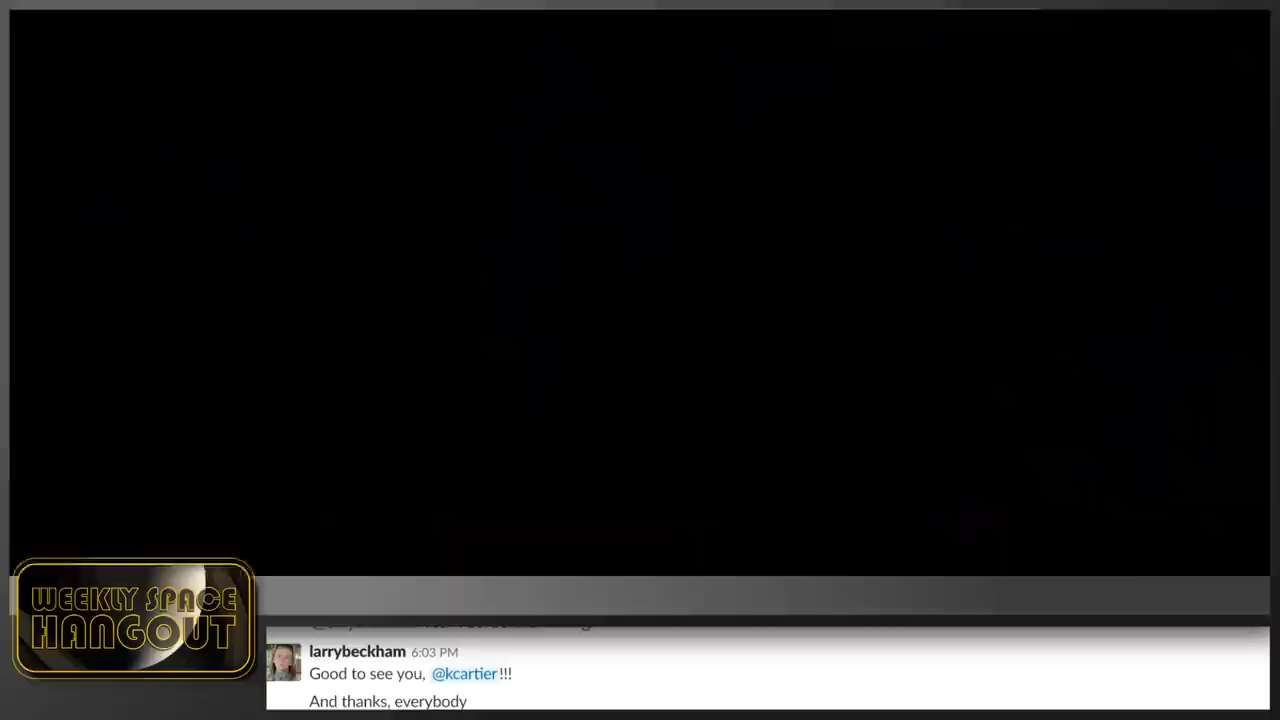 WEEKLY SPACE
HANGOUT
larrybeckham 6:03 PM
Good to see you, @kcartier!!!
And thanks, everybody